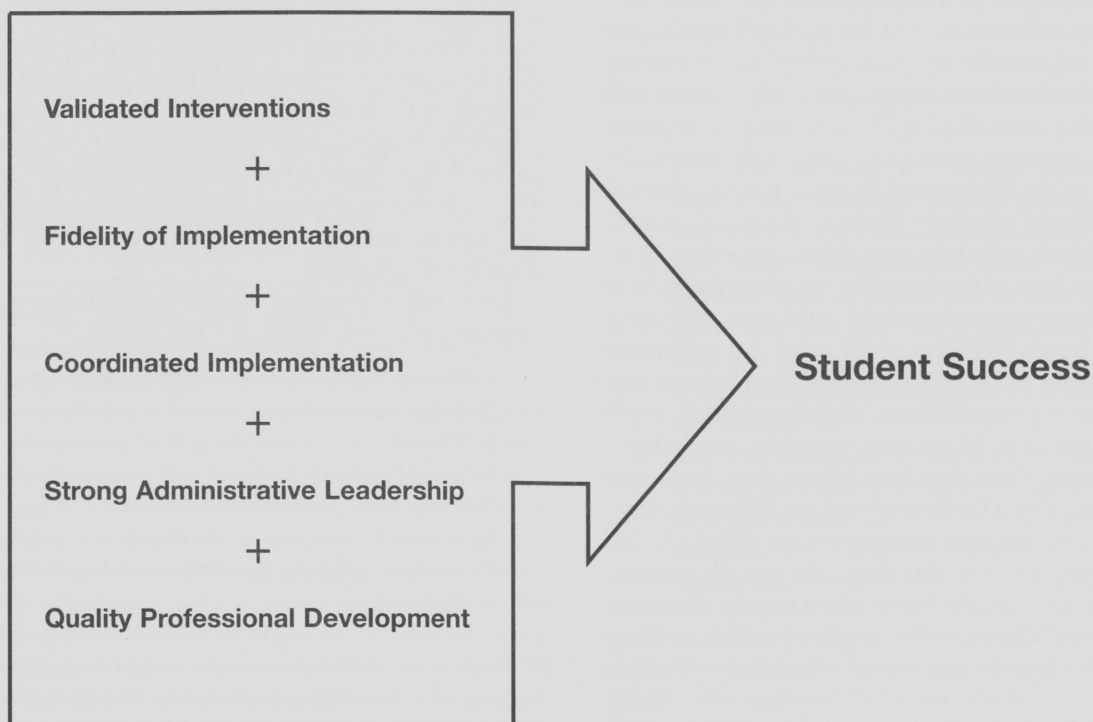 Validated Interventions
+
Fidelity of Implementation
+
Coordinated Implementation
+
Strong Administrative Leadership
+
Quality Professional Development
Student Success